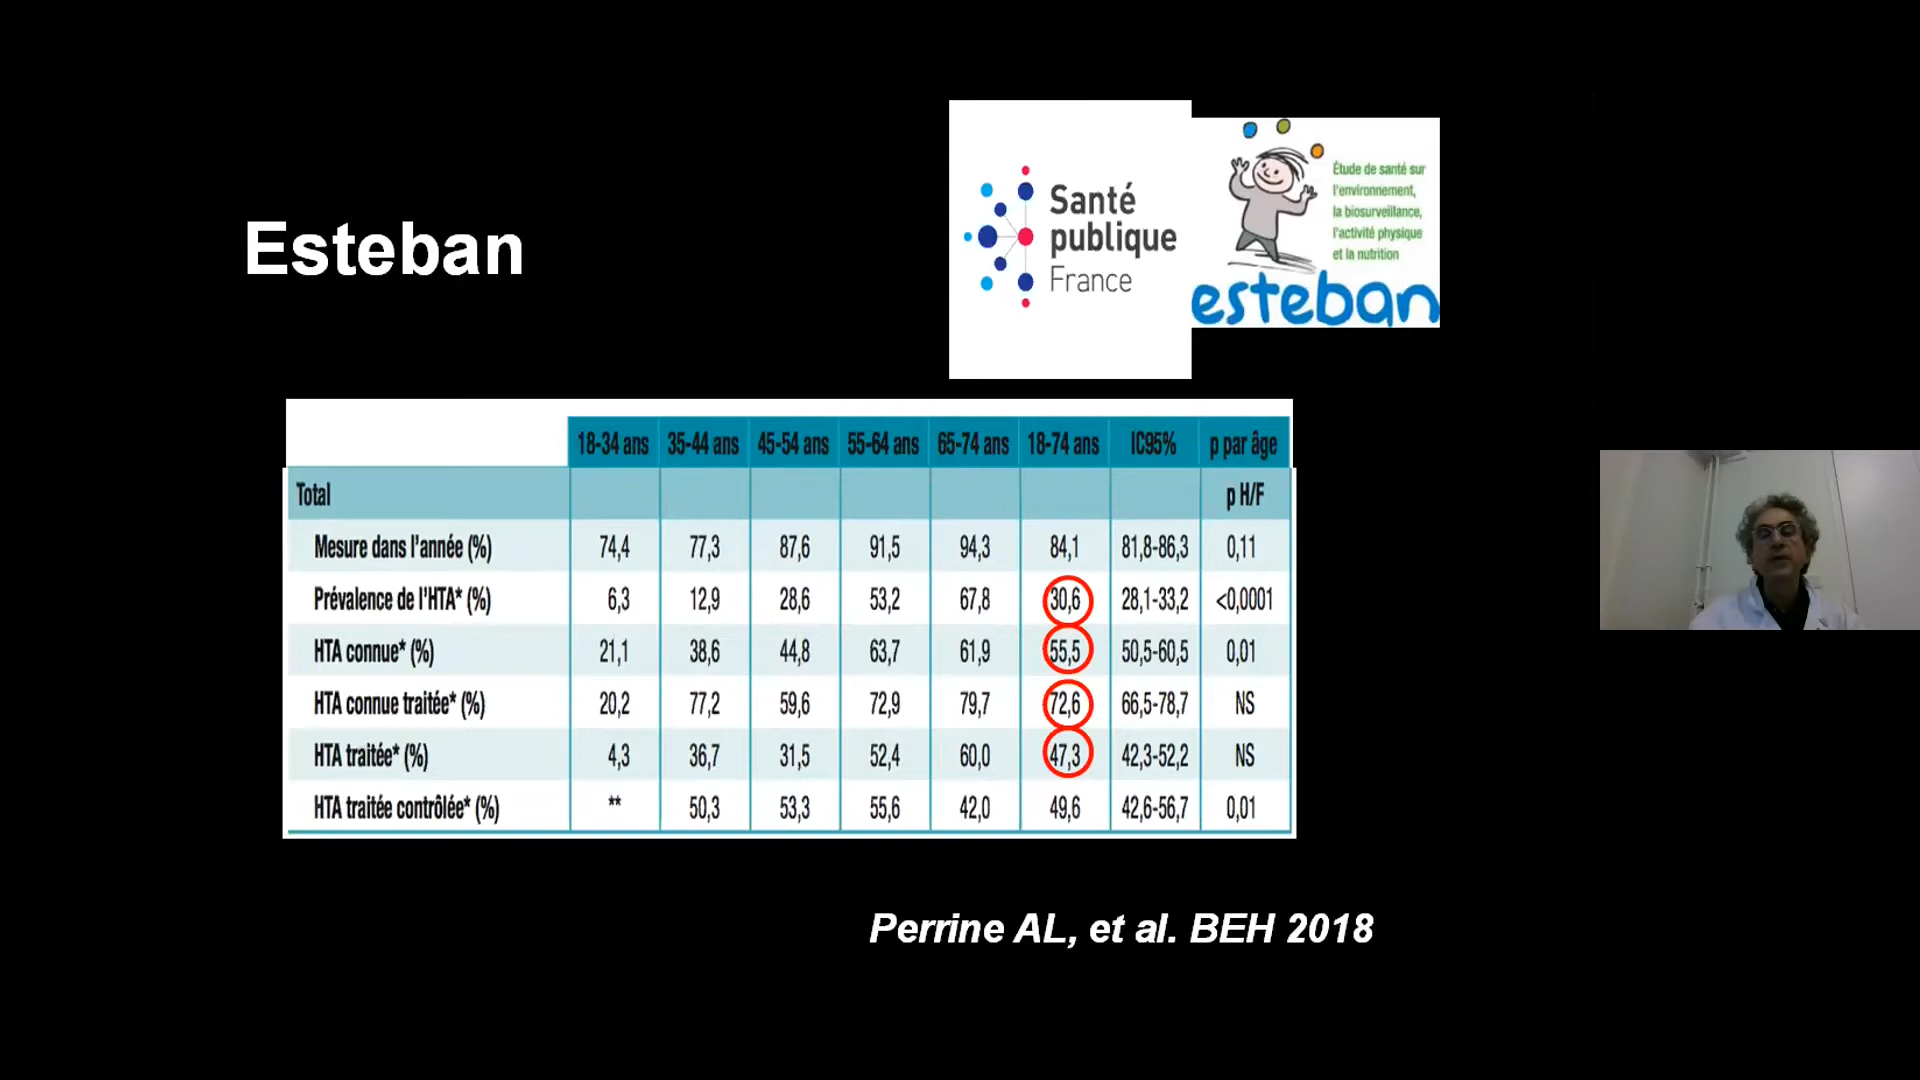 Esteban
Santé
publique
France
Étude de santé sur
l'environnement,
la biosurveillance,
l'activité physique
et la nutrition
esteban
18-34 ans 35-44 ans 45-54 ans 55-64 ans 65-74 ans 18-74 ans IC95% p par âge
Total p H/F
Mesure dans l'année (%) 74,4 77,3 87,6 91,5 94,3 84,1 81,8-86,3 0,11
Prévalence de l'HTA* (%) 6,3 12,9 28,6 53,2 67,8 30,6 28,1-33,2 <0,0001
HTA connue* (%) 21,1 38,6 44,8 63,7 61,9 55,5 50,5-60,5 0,01
HTA connue traitée* (%) 20,2 77,2 59,6 72,9 79,7 72,6 66,5-78,7 NS
HTA traitée* (%) 4,3 36,7 31,5 52,4 60,0 47,3 42,3-52,2 NS
HTA traitée contrôlée* (%) ** 50,3 53,3 55,6 42,0 49,6 42,6-56,7 0,01
Perrine AL, et al. BEH 2018